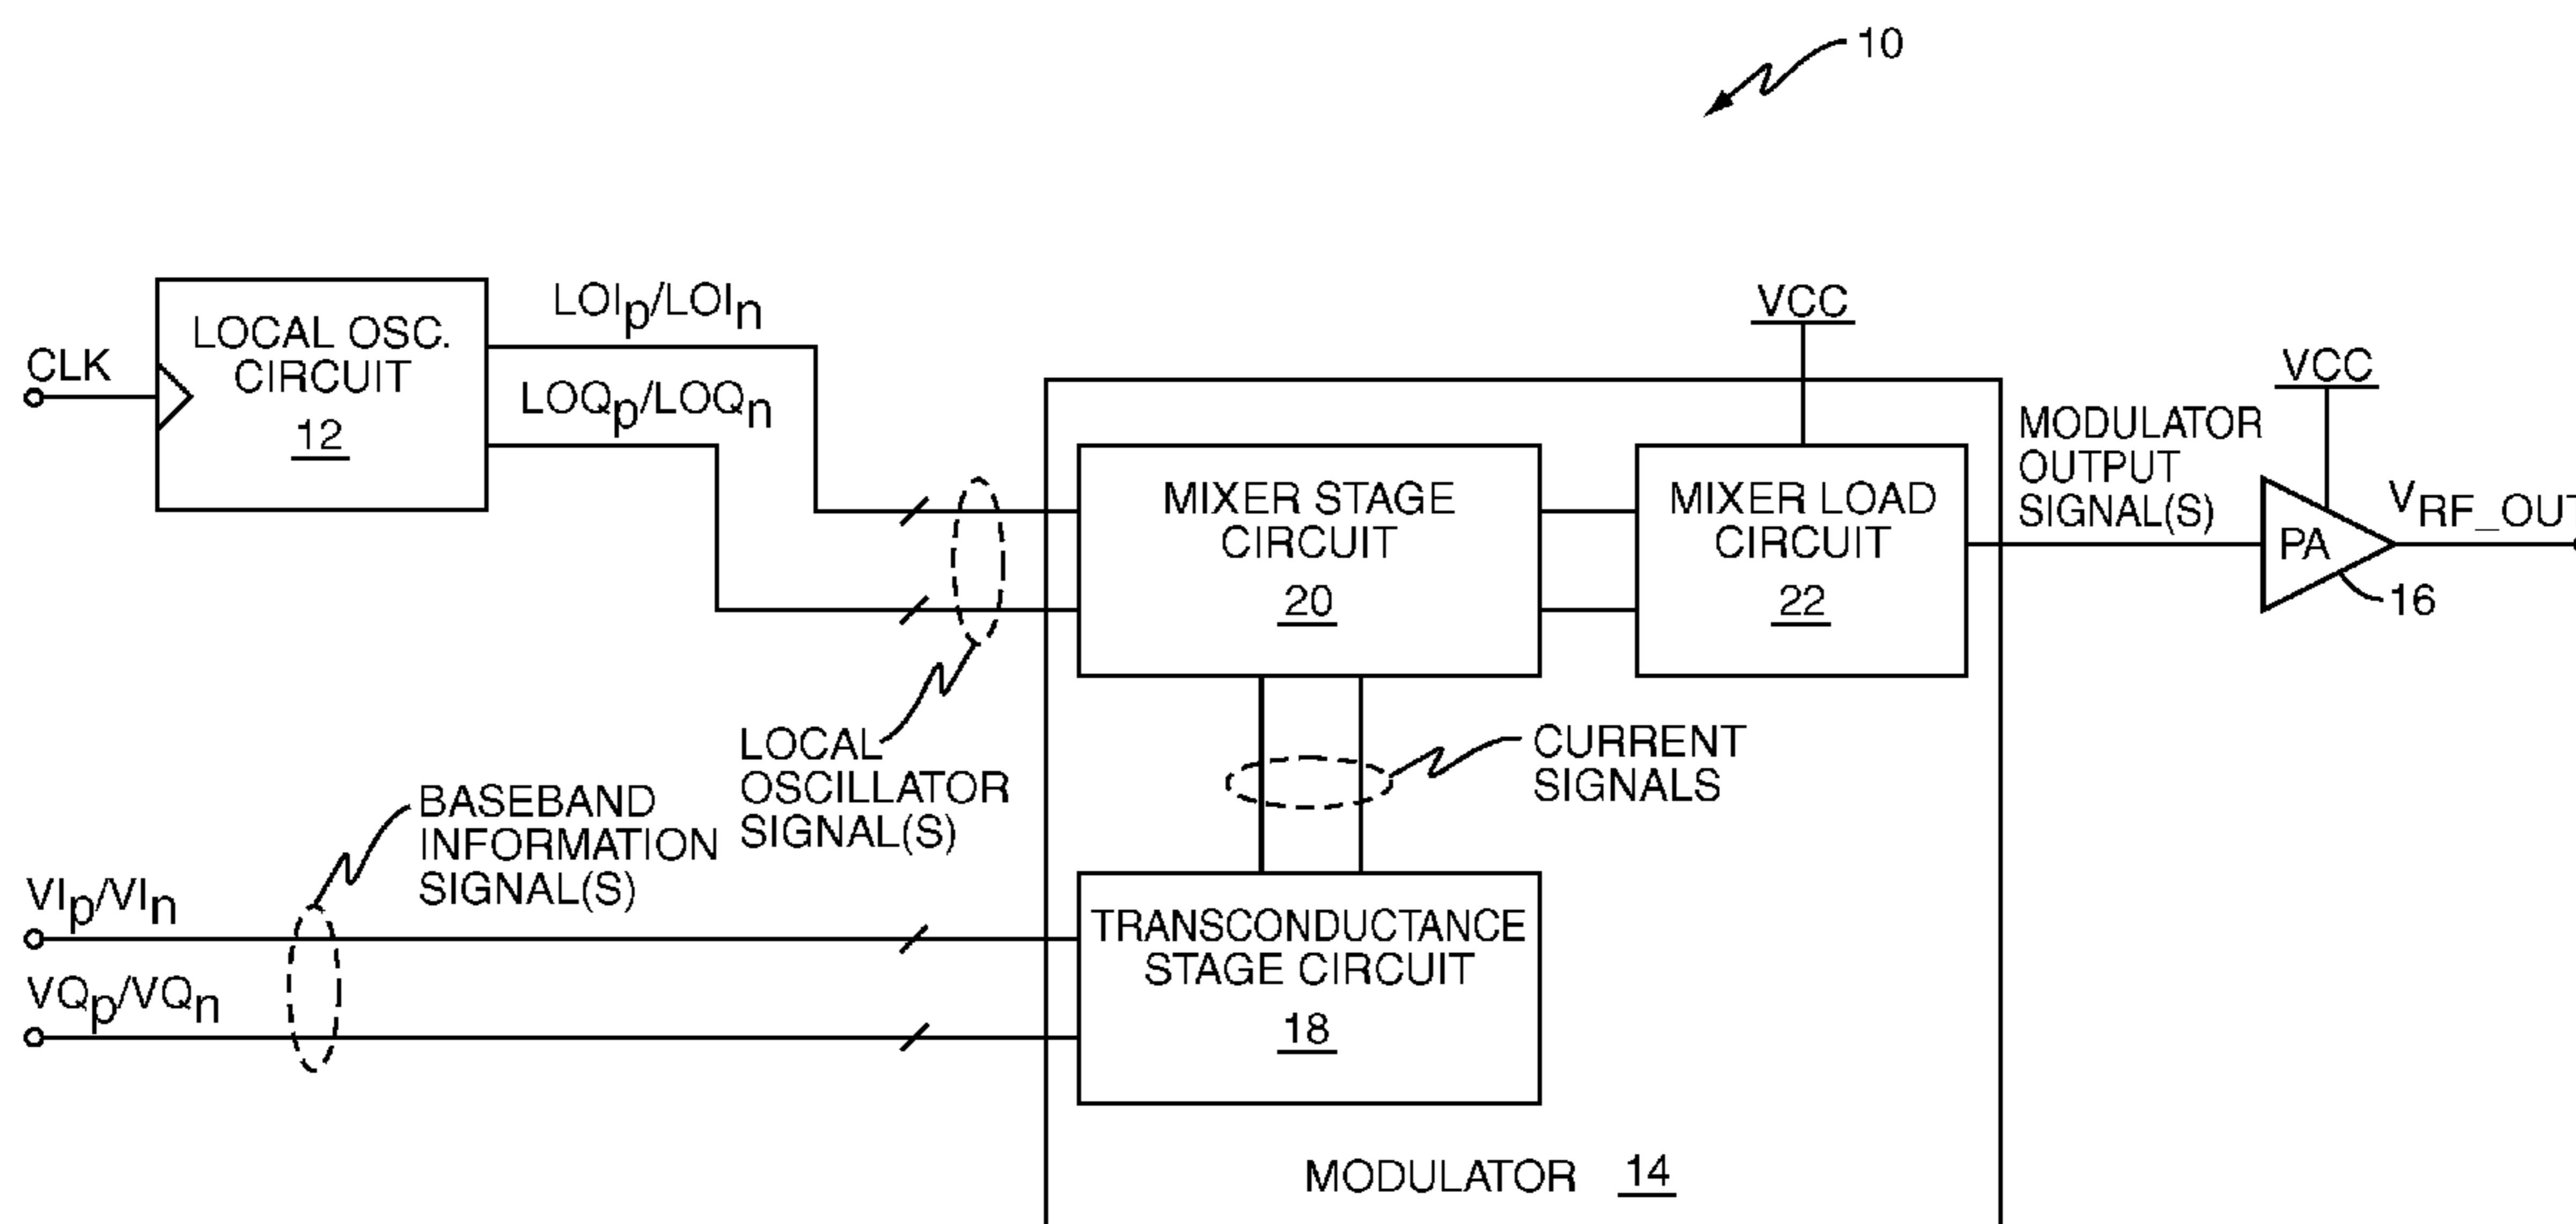 10
CLK
LOCAL OSC.
CIRCUIT
12
LOIp/LOIn
LOQp/LOQn
VCC
VCC
MIXER STAGE
CIRCUIT
20
MIXER LOAD
CIRCUIT
22
MODULATOR
OUTPUT
SIGNAL(S)
PA
16
VRF_OUT
LOCAL
OSCILLATOR
SIGNAL(S)
CURRENT
SIGNALS
BASEBAND
INFORMATION
SIGNAL(S)
VIp/VIn
VQp/VQn
TRANSCONDUCTANCE
STAGE CIRCUIT
18
MODULATOR 14